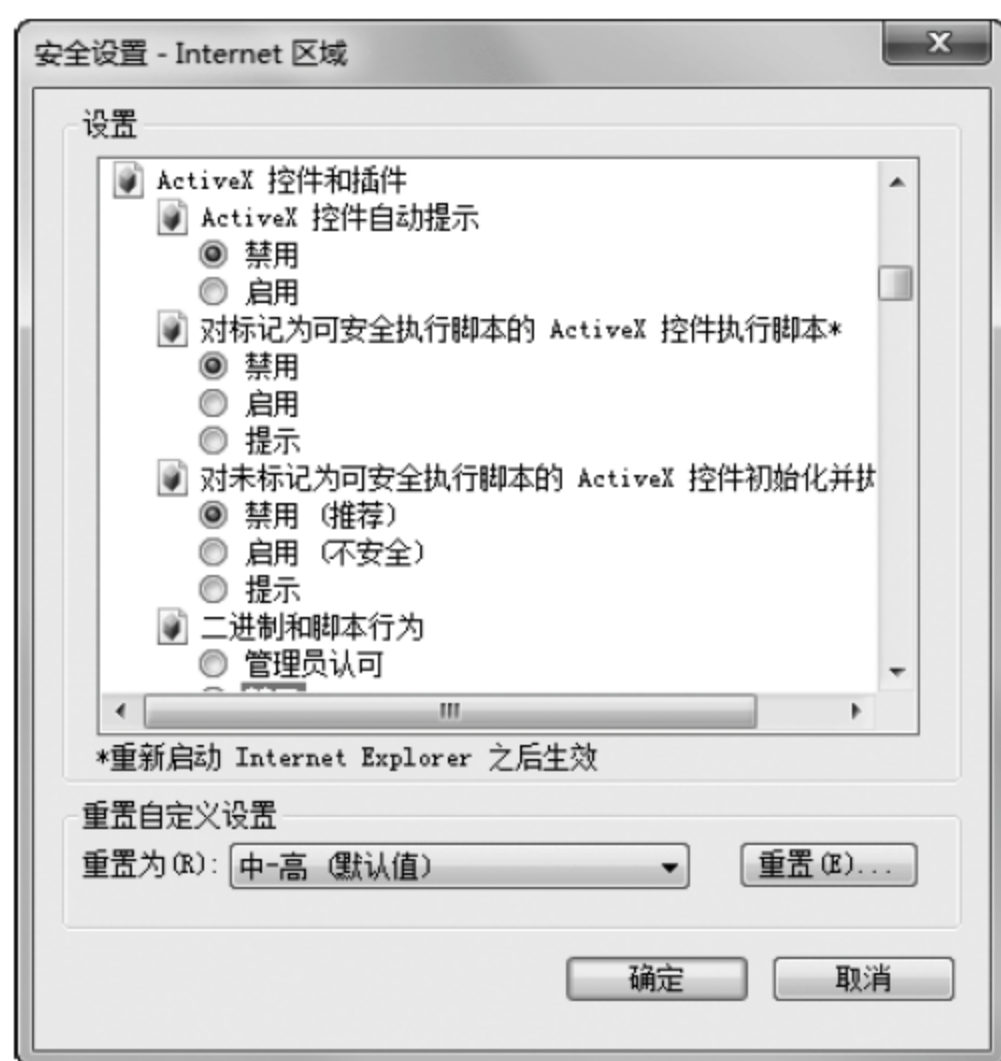 安全设置 - Internet 区域
设置
ActiveX 控件和插件
ActiveX 控件自动提示
禁用
启用
对标记为可安全执行脚本的 ActiveX 控件执行脚本*
禁用
启用
提示
对未标记为可安全执行脚本的 ActiveX 控件初始化并执
禁用（推荐）
启用（不安全）
提示
二进制和脚本行为
管理员认可
*重新启动 Internet Explorer 之后生效
重置自定义设置
重置为(R): 中-高（默认值） 重置(E)...
确定 取消